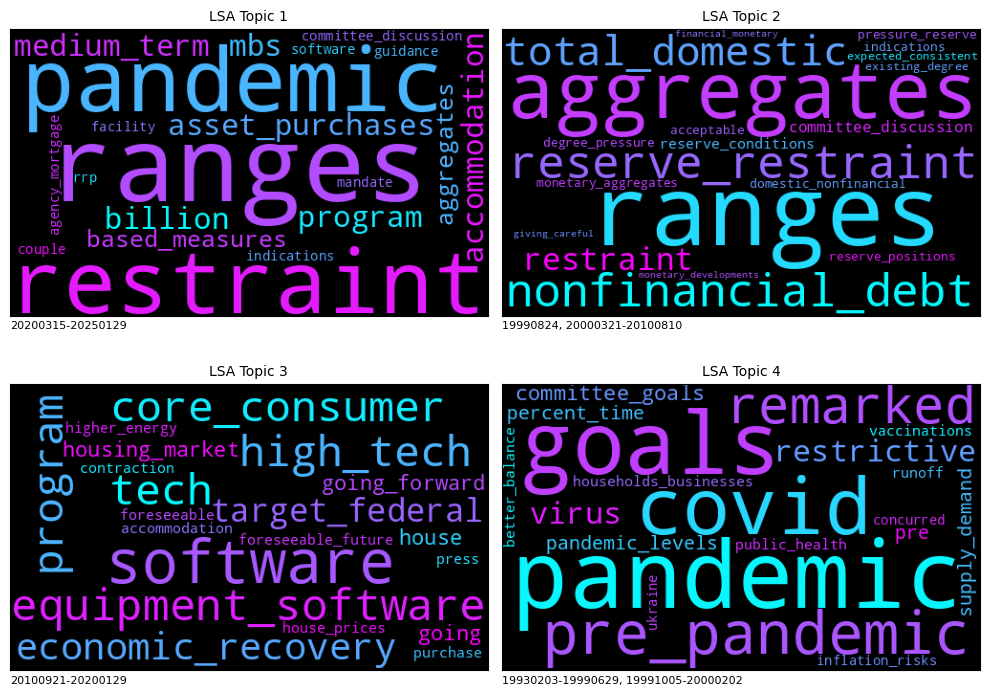 LSA Topic 1
committee_discussion
medium_term
mbs
software
guidance
pandemic
accommodation
aggregates
asset_purchases
facility
agency_mortgage
ranges
rrp
mandate
billion
program
based_measures
couple
indications
restraint
20200315-20250129
LSA Topic 2
financial_monetary
pressure_reserve
total_domestic
indications
expected_consistent
existing_degree
aggregates
acceptable
committee_discussion
degree_pressure
reserve_conditions
reserve_restraint
monetary_aggregates
domestic_nonfinancial
ranges
giving_careful
restraint
reserve_positions
monetary_developments
nonfinancial_debt
19990824, 20000321-20100810
LSA Topic 3
program
core_consumer
higher_energy
housing_market
high_tech
contraction
tech
going_forward
foreseeable
target_federal
accommodation
foreseeable_future
house
press
software
equipment_software
house_prices
going
economic_recovery
purchase
20100921-20200129
LSA Topic 4
committee_goals
remarked
percent_time
goals
vaccinations
better_balance
restrictive
runoff
households_businesses
supply_demand
covid
virus
concurred
pre
pandemic_levels
public_health
pandemic
ukraine
pre_pandemic
inflation_risks
19930203-19990629, 19991005-20000202